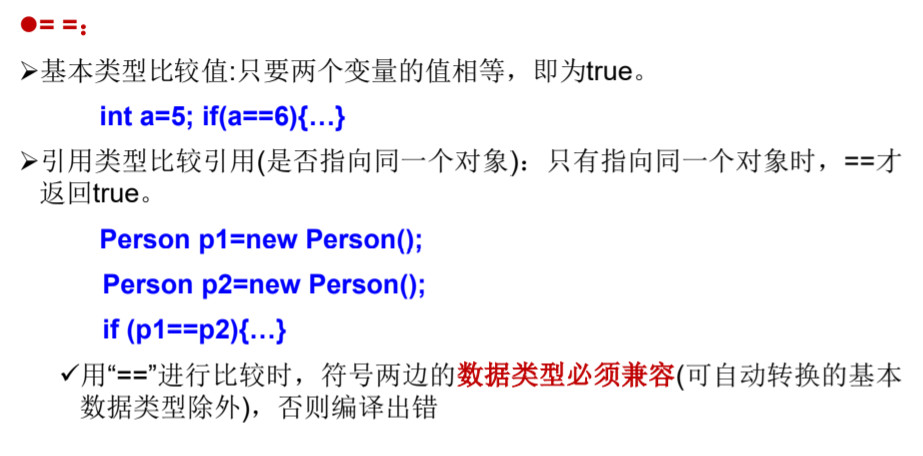 ●= =：
➢基本类型比较值:只要两个变量的值相等，即为true。
int a=5; if(a==6){…}
➢引用类型比较引用(是否指向同一个对象)：只有指向同一个对象时，==才
返回true。
Person p1=new Person();
Person p2=new Person();
if (p1==p2){…}
✓用“==”进行比较时，符号两边的数据类型必须兼容(可自动转换的基本
数据类型除外)，否则编译出错